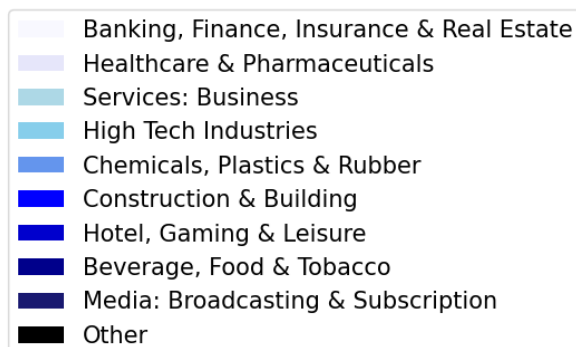 Banking, Finance, Insurance & Real Estate
Healthcare & Pharmaceuticals
Services: Business
High Tech Industries
Chemicals, Plastics & Rubber
Construction & Building
Hotel, Gaming & Leisure
Beverage, Food & Tobacco
Media: Broadcasting & Subscription
Other